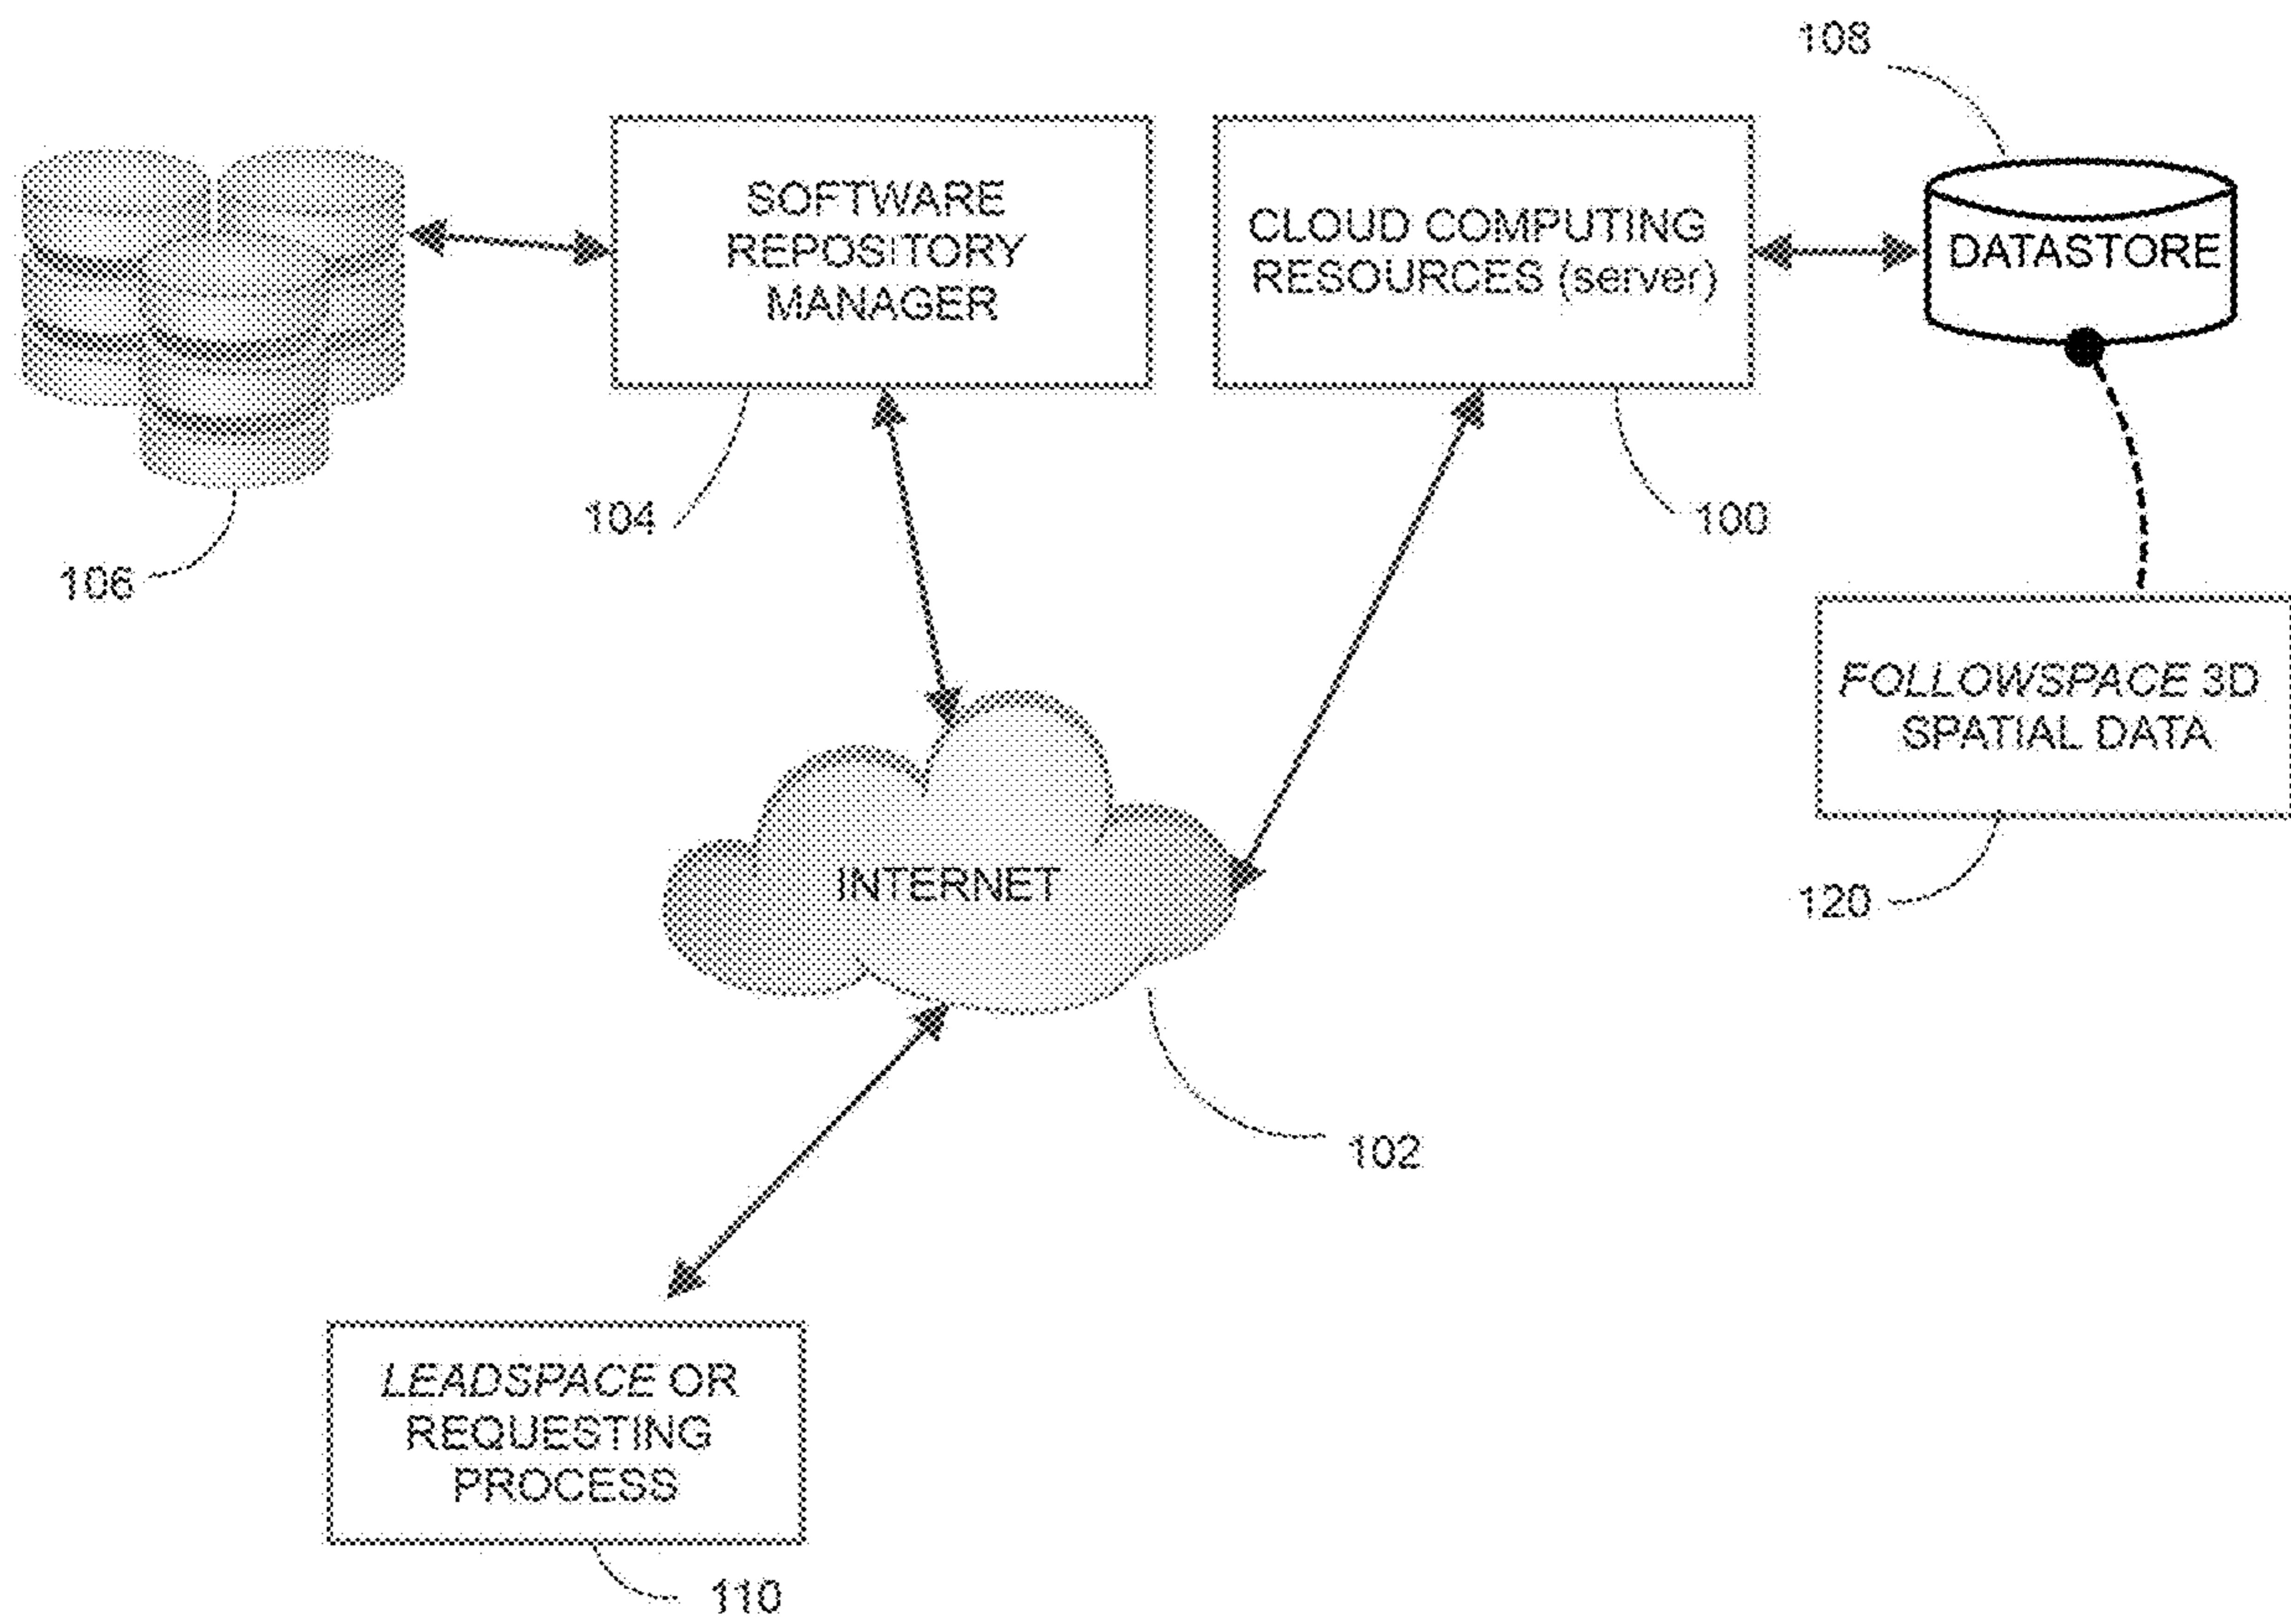 108
SOFTWARE
REPOSITORY
MANAGER
CLOUD COMPUTING
RESOURCES (server)
DATASTORE
104
100
106
FOLLOWSPACE 3D
SPATIAL DATA
INTERNET
120
102
LEADSPACE OR
REQUESTING
PROCESS
110